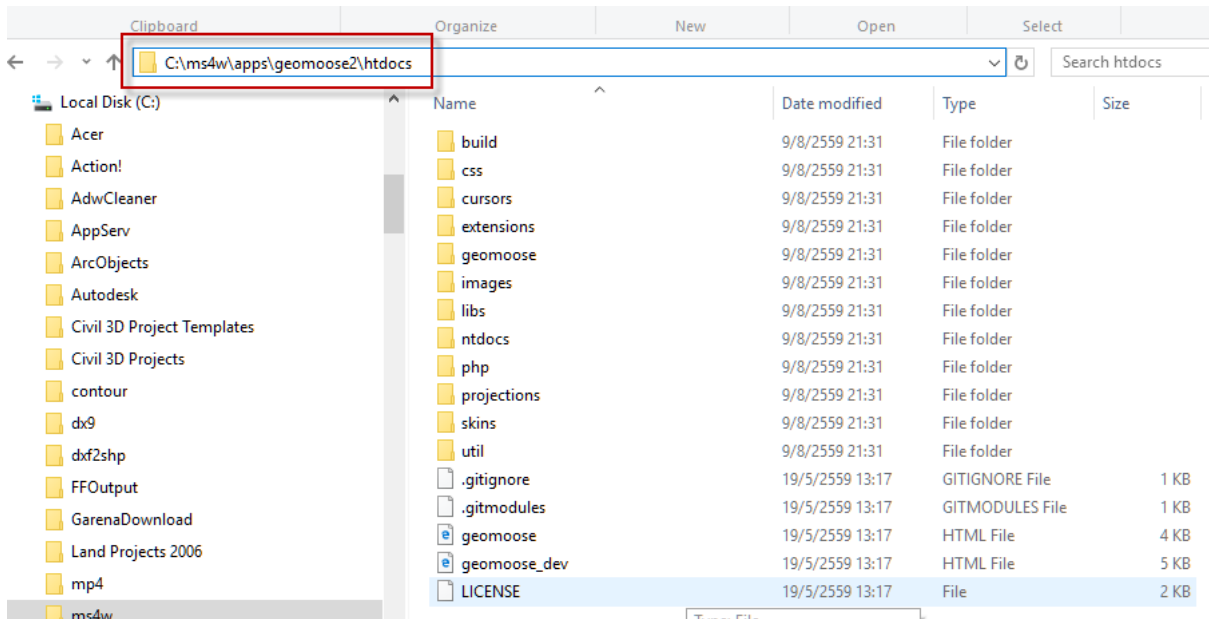 Clipboard Organize New Open Select
C:\ms4w\apps\geomoose2\htdocs Search htdocs
Local Disk (C:)
Acer
Action!
AdwCleaner
AppServ
ArcObjects
Autodesk
Civil 3D Project Templates
Civil 3D Projects
contour
dx9
dxf2shp
FFOutput
GarenaDownload
Land Projects 2006
mp4
ms4w
Name Date modified Type Size
build 9/8/2559 21:31 File folder
css 9/8/2559 21:31 File folder
cursors 9/8/2559 21:31 File folder
extensions 9/8/2559 21:31 File folder
geomoose 9/8/2559 21:31 File folder
images 9/8/2559 21:31 File folder
libs 9/8/2559 21:31 File folder
ntdocs 9/8/2559 21:31 File folder
php 9/8/2559 21:31 File folder
projections 9/8/2559 21:31 File folder
skins 9/8/2559 21:31 File folder
util 9/8/2559 21:31 File folder
.gitignore 19/5/2559 13:17 GITIGNORE File 1 KB
.gitmodules 19/5/2559 13:17 GITMODULES File 1 KB
geomoose 19/5/2559 13:17 HTML File 4 KB
geomoose_dev 19/5/2559 13:17 HTML File 5 KB
LICENSE 19/5/2559 13:17 File 2 KB
Type: File